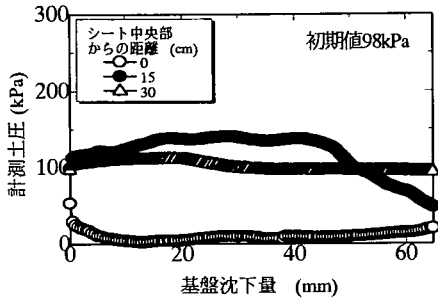 シート中央部
からの距離 (cm)
0
15
30
初期値98kPa
計測土圧 (kPa)
300
200
100
0
0
20
40
60
基盤沈下量 (mm)